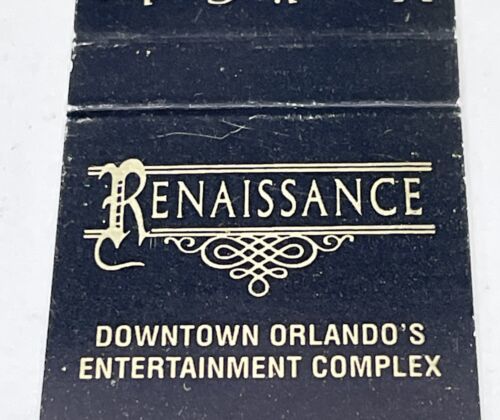 RENAISSANCE
DOWNTOWN ORLANDO'S
ENTERTAINMENT COMPLEX